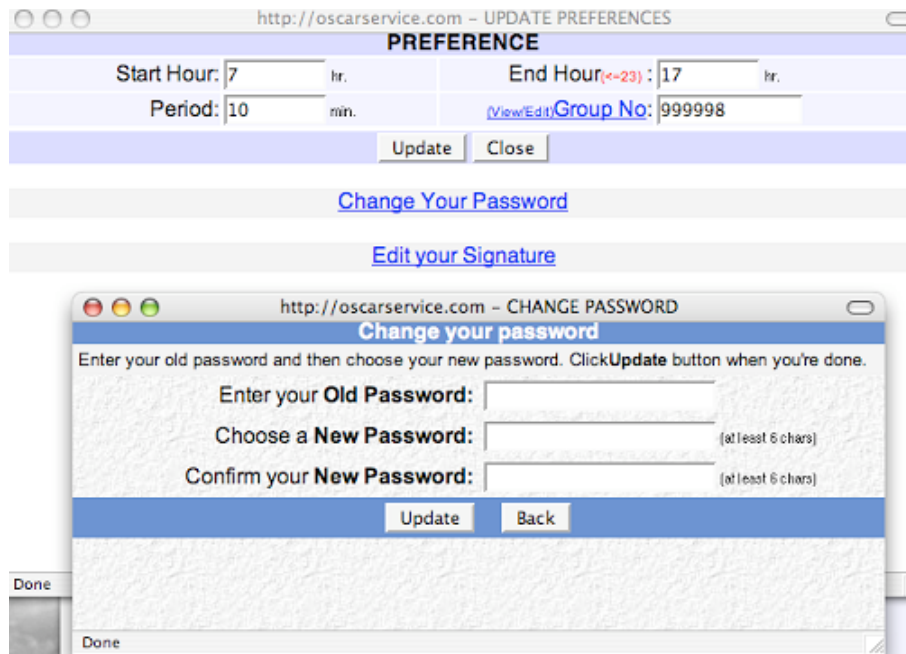 http://oscarservice.com – UPDATE PREFERENCES
PREFERENCE
Start Hour: 7 hr. End Hour(<=23) : 17 hr.
Period: 10 min. (View/Edit)Group No: 999998
Update Close
Change Your Password
Edit your Signature
http://oscarservice.com – CHANGE PASSWORD
Change your password
Enter your old password and then choose your new password. ClickUpdate button when you're done.
Enter your Old Password:
Choose a New Password: (at least 6 chars)
Confirm your New Password: (at least 6 chars)
Update Back
Done
Done